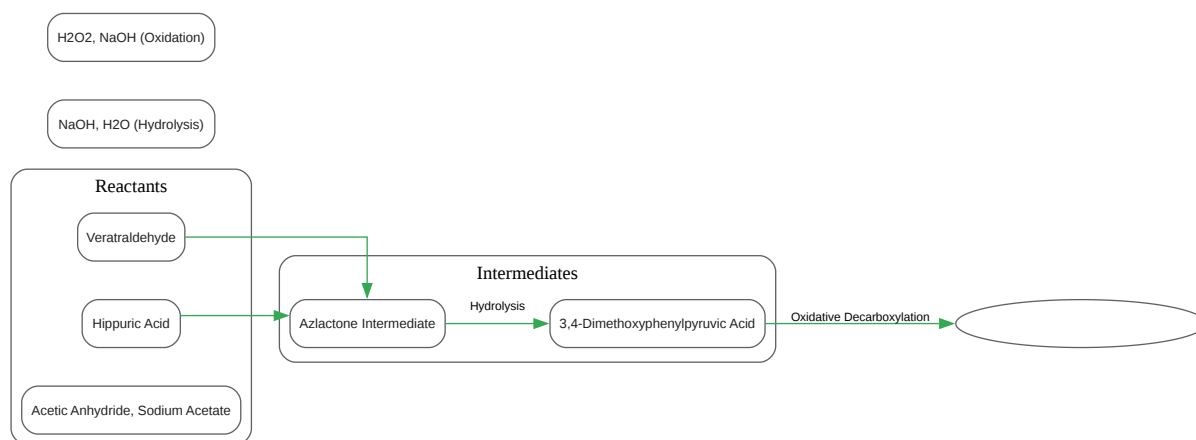 H2O2, NaOH (Oxidation)
NaOH, H2O (Hydrolysis)
Reactants
Veratraldehyde
Hippuric Acid
Acetic Anhydride, Sodium Acetate
Intermediates
Azlactone Intermediate
Hydrolysis
3,4-Dimethoxyphenylpyruvic Acid
Oxidative Decarboxylation